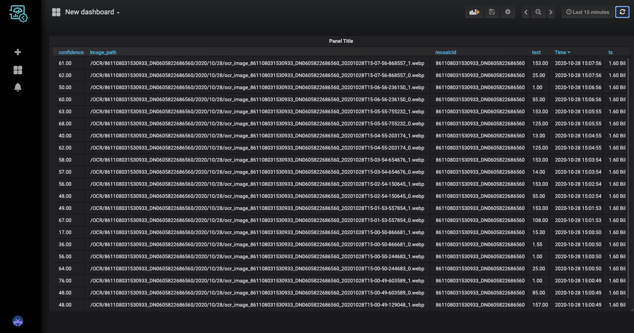 New dashboard
Last 15 minutes
Panel Title
confidence image_path mosaicId text Time ts
61.00 /OCR/861108031530933_DN0605822686560/2020/10/28/ocr_image_861108031530933_DN0605822686560_20201028T15-07-56-868557_1.webp 861108031530933_DN0605822686560 153.00 2020-10-28 15:07:56 1.60 Bil
62.00 /OCR/861108031530933_DN0605822686560/2020/10/28/ocr_image_861108031530933_DN0605822686560_20201028T15-07-56-868557_0.webp 861108031530933_DN0605822686560 25.00 2020-10-28 15:07:56 1.60 Bil
50.00 /OCR/861108031530933_DN0605822686560/2020/10/28/ocr_image_861108031530933_DN0605822686560_20201028T15-06-56-236150_1.webp 861108031530933_DN0605822686560 1.00 2020-10-28 15:06:56 1.60 Bil
60.00 /OCR/861108031530933_DN0605822686560/2020/10/28/ocr_image_861108031530933_DN0605822686560_20201028T15-06-56-236150_0.webp 861108031530933_DN0605822686560 55.00 2020-10-28 15:06:56 1.60 Bil
63.00 /OCR/861108031530933_DN0605822686560/2020/10/28/ocr_image_861108031530933_DN0605822686560_20201028T15-05-55-755232_1.webp 861108031530933_DN0605822686560 153.00 2020-10-28 15:05:55 1.60 Bil
68.00 /OCR/861108031530933_DN0605822686560/2020/10/28/ocr_image_861108031530933_DN0605822686560_20201028T15-05-55-755232_0.webp 861108031530933_DN0605822686560 125.00 2020-10-28 15:05:55 1.60 Bil
40.00 /OCR/861108031530933_DN0605822686560/2020/10/28/ocr_image_861108031530933_DN0605822686560_20201028T15-04-55-203174_1.webp 861108031530933_DN0605822686560 13.00 2020-10-28 15:04:55 1.60 Bil
62.00 /OCR/861108031530933_DN0605822686560/2020/10/28/ocr_image_861108031530933_DN0605822686560_20201028T15-04-55-203174_0.webp 861108031530933_DN0605822686560 125.00 2020-10-28 15:04:55 1.60 Bil
58.00 /OCR/861108031530933_DN0605822686560/2020/10/28/ocr_image_861108031530933_DN0605822686560_20201028T15-03-54-654676_1.webp 861108031530933_DN0605822686560 153.00 2020-10-28 15:03:54 1.60 Bil
57.00 /OCR/861108031530933_DN0605822686560/2020/10/28/ocr_image_861108031530933_DN0605822686560_20201028T15-03-54-654676_0.webp 861108031530933_DN0605822686560 14.00 2020-10-28 15:03:54 1.60 Bil
56.00 /OCR/861108031530933_DN0605822686560/2020/10/28/ocr_image_861108031530933_DN0605822686560_20201028T15-02-54-150645_1.webp 861108031530933_DN0605822686560 153.00 2020-10-28 15:02:54 1.60 Bil
48.00 /OCR/861108031530933_DN0605822686560/2020/10/28/ocr_image_861108031530933_DN0605822686560_20201028T15-02-54-150645_0.webp 861108031530933_DN0605822686560 55.00 2020-10-28 15:02:54 1.60 Bil
49.00 /OCR/861108031530933_DN0605822686560/2020/10/28/ocr_image_861108031530933_DN0605822686560_20201028T15-01-53-557854_1.webp 861108031530933_DN0605822686560 153.00 2020-10-28 15:01:53 1.60 Bil
67.00 /OCR/861108031530933_DN0605822686560/2020/10/28/ocr_image_861108031530933_DN0605822686560_20201028T15-01-53-557854_0.webp 861108031530933_DN0605822686560 108.00 2020-10-28 15:01:53 1.60 Bil
17.00 /OCR/861108031530933_DN0605822686560/2020/10/28/ocr_image_861108031530933_DN0605822686560_20201028T15-00-50-866681_1.webp 861108031530933_DN0605822686560 15.00 2020-10-28 15:00:50 1.60 Bil
36.00 /OCR/861108031530933_DN0605822686560/2020/10/28/ocr_image_861108031530933_DN0605822686560_20201028T15-00-50-866681_0.webp 861108031530933_DN0605822686560 1.55 2020-10-28 15:00:50 1.60 Bil
56.00 /OCR/861108031530933_DN0605822686560/2020/10/28/ocr_image_861108031530933_DN0605822686560_20201028T15-00-50-244683_1.webp 861108031530933_DN0605822686560 1.00 2020-10-28 15:00:50 1.60 Bil
64.00 /OCR/861108031530933_DN0605822686560/2020/10/28/ocr_image_861108031530933_DN0605822686560_20201028T15-00-50-244683_0.webp 861108031530933_DN0605822686560 25.00 2020-10-28 15:00:50 1.60 Bil
76.00 /OCR/861108031530933_DN0605822686560/2020/10/28/ocr_image_861108031530933_DN0605822686560_20201028T15-00-49-603589_1.webp 861108031530933_DN0605822686560 1.00 2020-10-28 15:00:49 1.60 Bil
48.00 /OCR/861108031530933_DN0605822686560/2020/10/28/ocr_image_861108031530933_DN0605822686560_20201028T15-00-49-603589_0.webp 861108031530933_DN0605822686560 85.00 2020-10-28 15:00:49 1.60 Bil
48.00 /OCR/861108031530933_DN0605822686560/2020/10/28/ocr_image_861108031530933_DN0605822686560_20201028T15-00-49-129048_1.webp 861108031530933_DN0605822686560 157.00 2020-10-28 15:00:49 1.60 Bil